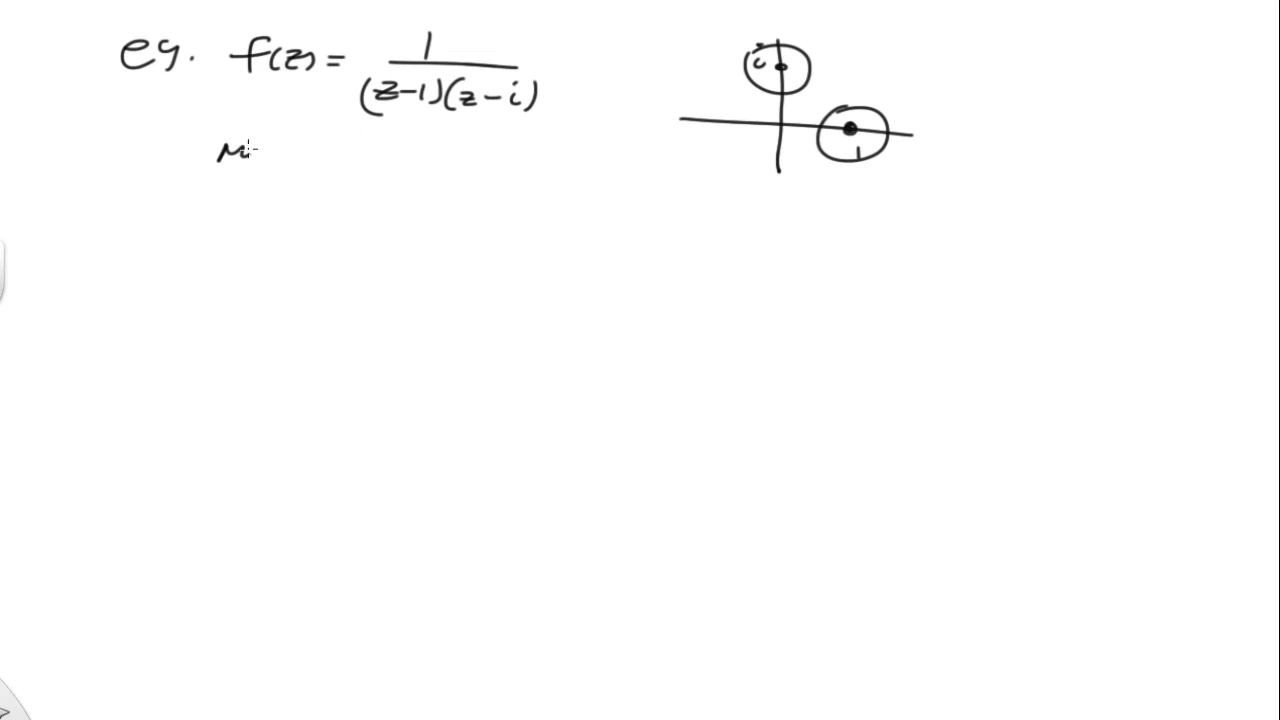 eg. f(z) = 1 / (z-1)(z-i)
i
1